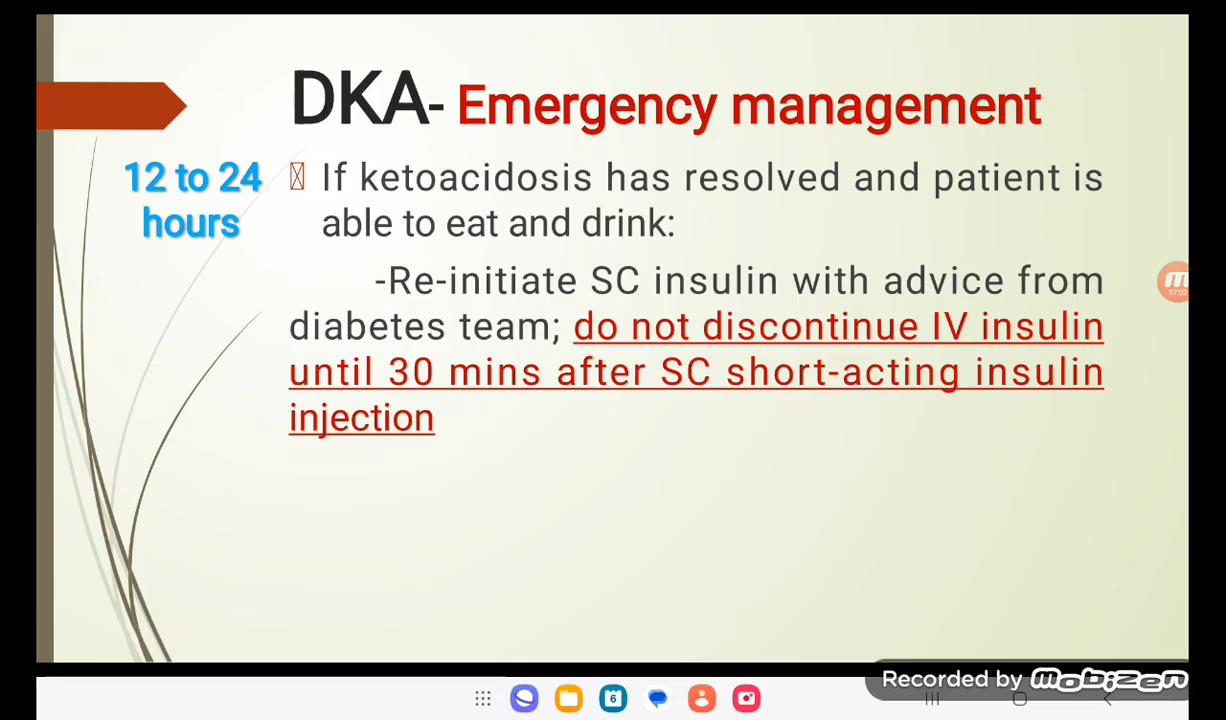 DKA- Emergency management
12 to 24
hours
If ketoacidosis has resolved and patient is
able to eat and drink:
-Re-initiate SC insulin with advice from
diabetes team; do not discontinue IV insulin
until 30 mins after SC short-acting insulin
injection
Recorded by mobizen
6